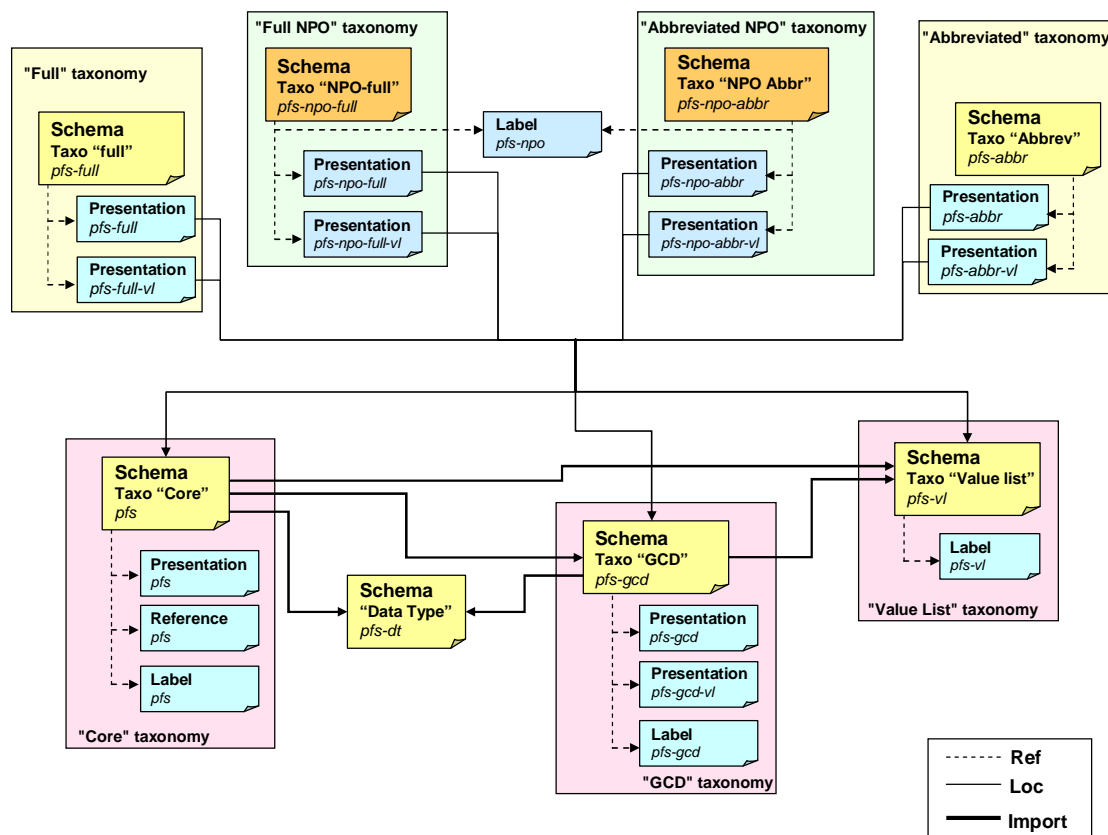 "Full" taxonomy
Schema
Taxo “full”
pfs-full
Presentation
pfs-full
Presentation
pfs-full-vl
"Full NPO" taxonomy
Schema
Taxo “NPO-full”
pfs-npo-full
Presentation
pfs-npo-full
Presentation
pfs-npo-full-vl
Label
pfs-npo
"Abbreviated NPO" taxonomy
Schema
Taxo “NPO Abbr”
pfs-npo-abbr
Presentation
pfs-npo-abbr
Presentation
pfs-npo-abbr-vl
"Abbreviated" taxonomy
Schema
Taxo “Abbrev”
pfs-abbr
Presentation
pfs-abbr
Presentation
pfs-abbr-vl
Schema
Taxo “Core”
pfs
Presentation
pfs
Reference
pfs
Label
pfs
"Core" taxonomy
Schema
“Data Type”
pfs-dt
Schema
Taxo “GCD”
pfs-gcd
Presentation
pfs-gcd
Presentation
pfs-gcd-vl
Label
pfs-gcd
"GCD" taxonomy
Schema
Taxo “Value list”
pfs-vl
Label
pfs-vl
"Value List" taxonomy
Ref
Loc
Import